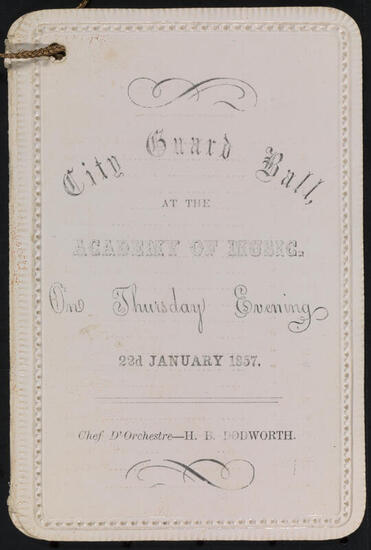 City Guard Ball,
AT THE
ACADEMY OF MUSIC.
On Thursday Evening
22d JANUARY 1857.
Chef D'Orchestre—H. B. DODWORTH.